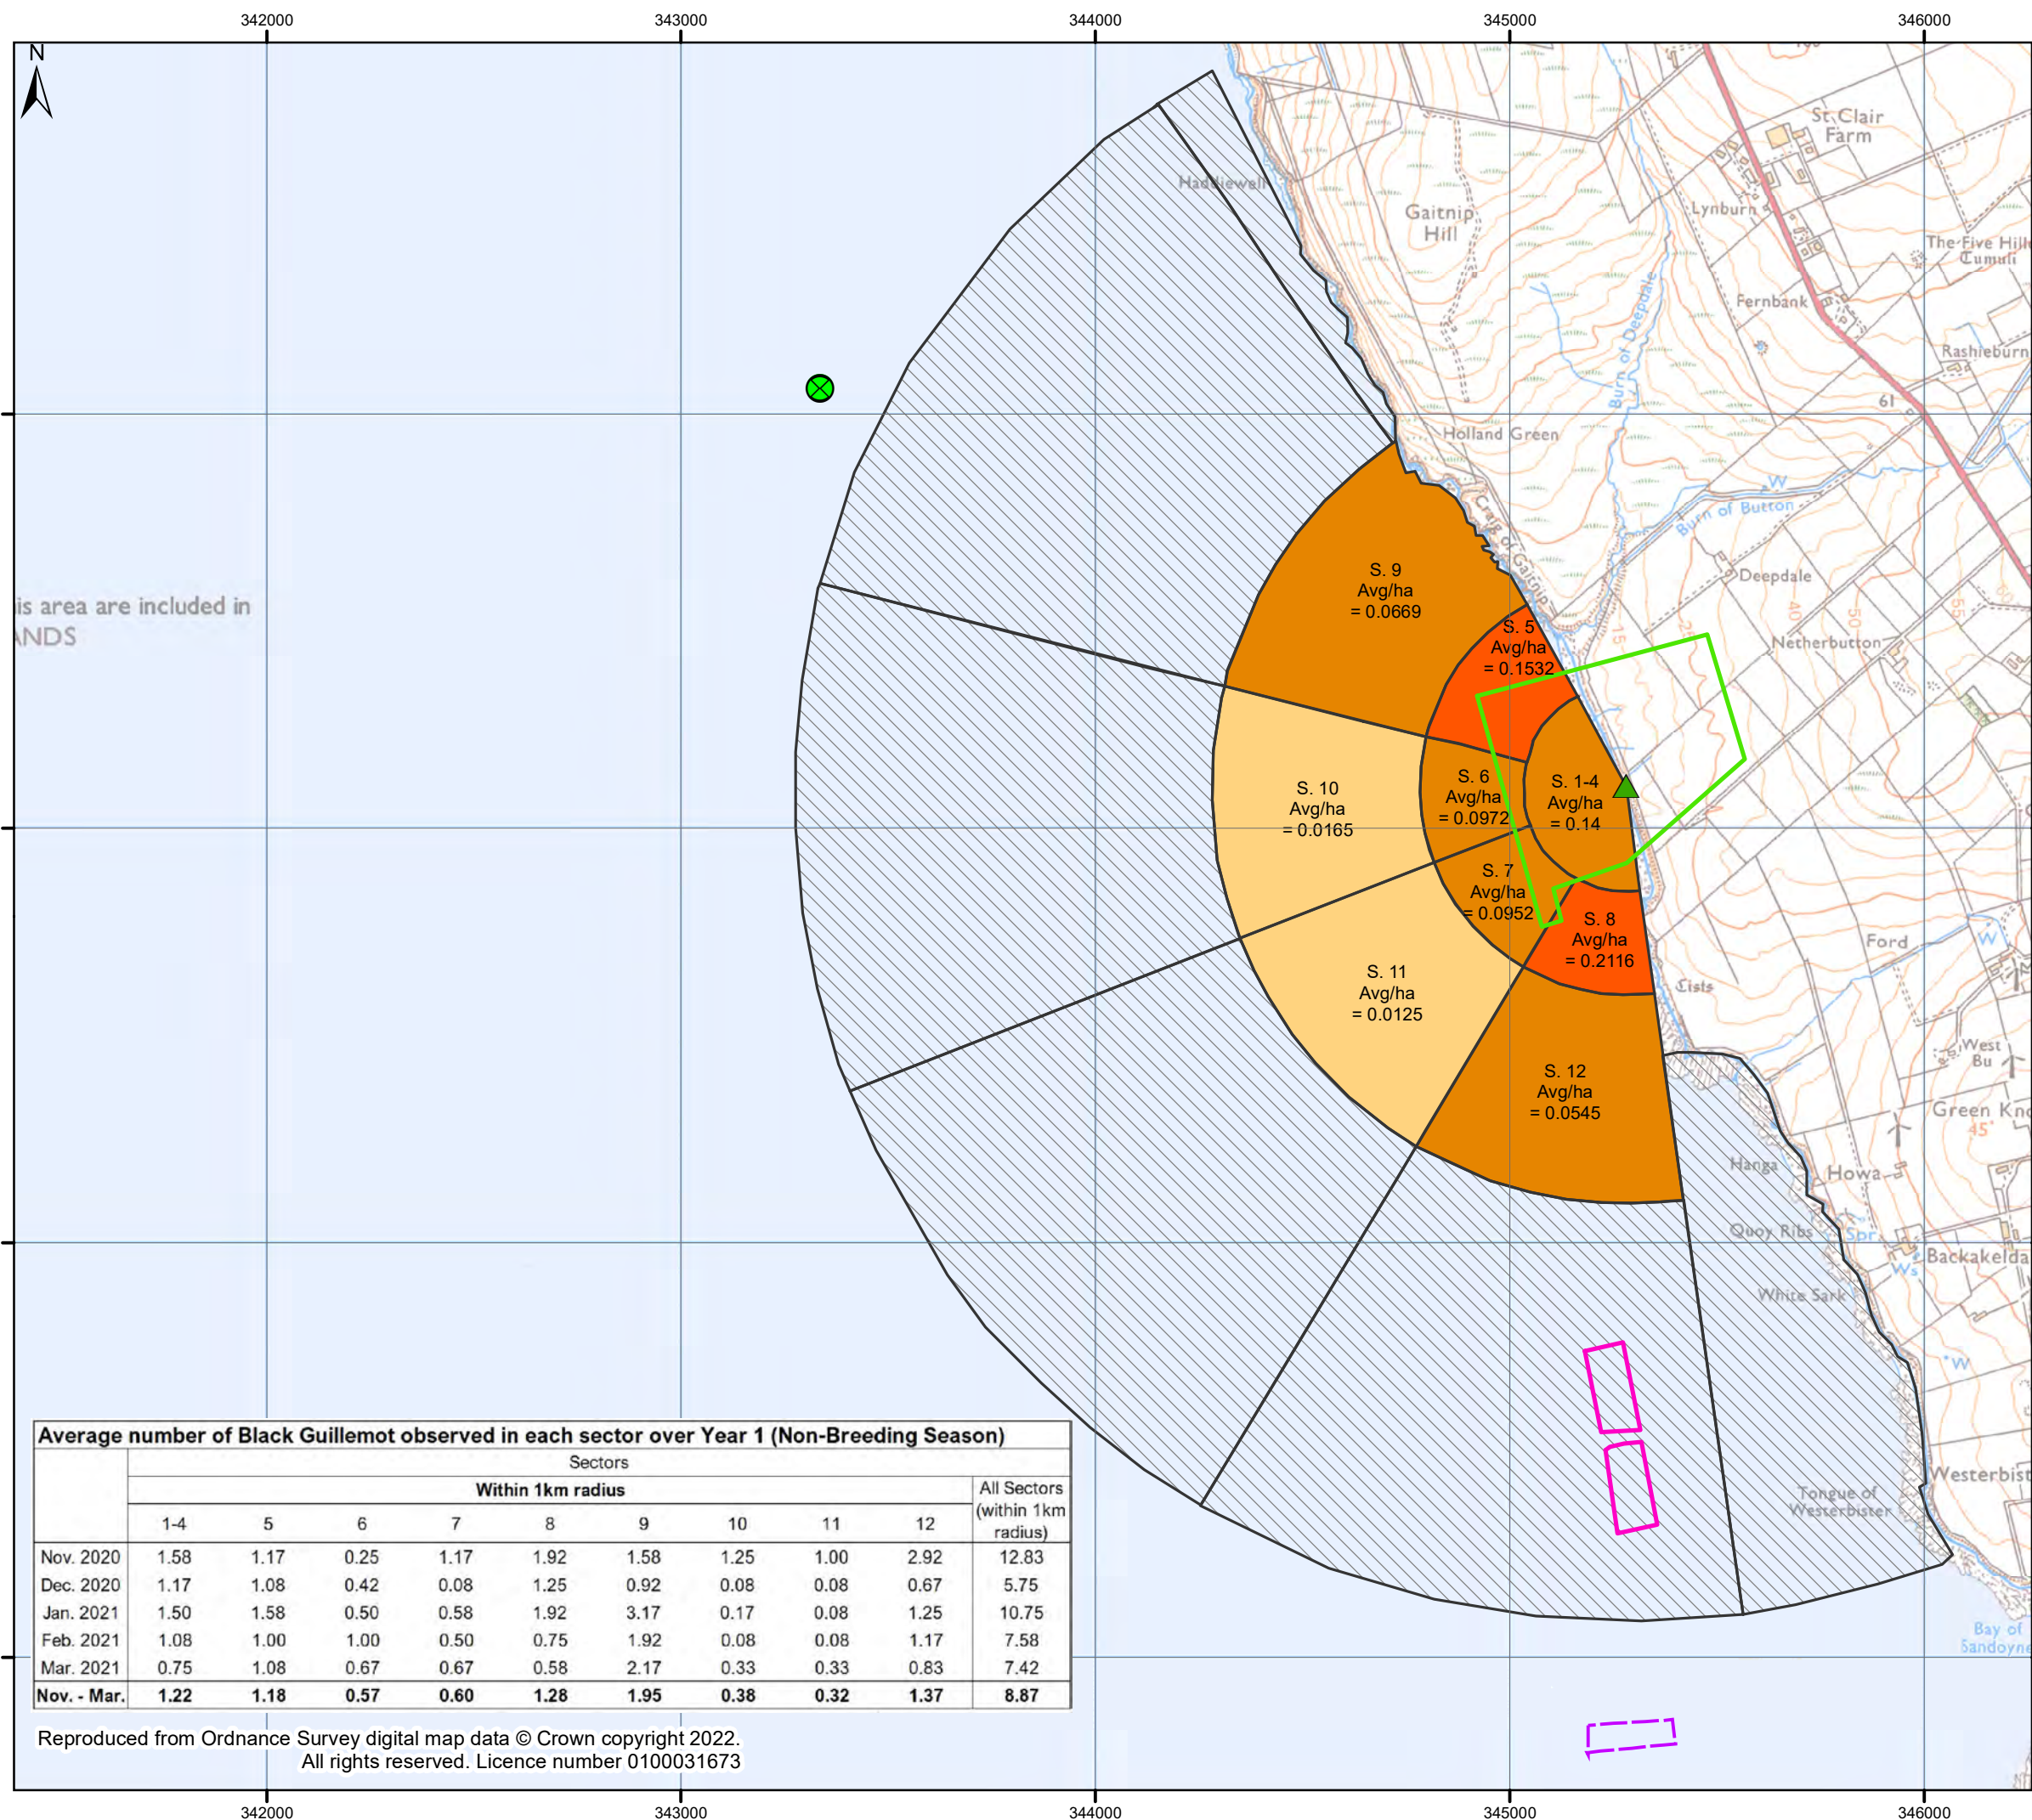 342000
343000
344000
345000
346000
N
St Clair
Farm
Haddiewell
Gaitnip
Hill
Lynburn
The Five Hill
Tumuli
Burn of Deepdale
Fernbank
Rashieburn
61
Holland Green
W
Burn of Button
Craig of Gaitnip
S. 9
Avg/ha
= 0.0669
Deepdale
is area are included in
ANDS
15
40
50
55
60
S. 5
Avg/ha
= 0.1532
Netherbutton
S. 10
Avg/ha
= 0.0165
S. 6
Avg/ha
= 0.0972
S. 1-4
Avg/ha
= 0.14
S. 7
Avg/ha
= 0.0952
S. 8
Avg/ha
= 0.2116
Ford
W
Cists
S. 11
Avg/ha
= 0.0125
West
Bu
S. 12
Avg/ha
= 0.0545
Green Kno
45
Hanga
Howa
Quoy Ribs
Spr
Backakelda
Ws
White Sark
W
Westerbist
Tongue of
Westerbister
Bay of
Sandoyne
Average number of Black Guillemot observed in each sector over Year 1 (Non-Breeding Season)
Sectors
Within 1km radius
All Sectors
(within 1km
radius)
1-4 5 6 7 8 9 10 11 12
Nov. 2020 1.58 1.17 0.25 1.17 1.92 1.58 1.25 1.00 2.92 12.83
Dec. 2020 1.17 1.08 0.42 0.08 1.25 0.92 0.08 0.08 0.67 5.75
Jan. 2021 1.50 1.58 0.50 0.58 1.92 3.17 0.17 0.08 1.25 10.75
Feb. 2021 1.08 1.00 1.00 0.50 0.75 1.92 0.08 0.08 1.17 7.58
Mar. 2021 0.75 1.08 0.67 0.67 0.58 2.17 0.33 0.33 0.83 7.42
Nov. - Mar. 1.22 1.18 0.57 0.60 1.28 1.95 0.38 0.32 1.37 8.87
Reproduced from Ordnance Survey digital map data © Crown copyright 2022.
All rights reserved. Licence number 0100031673
342000
343000
344000
345000
346000